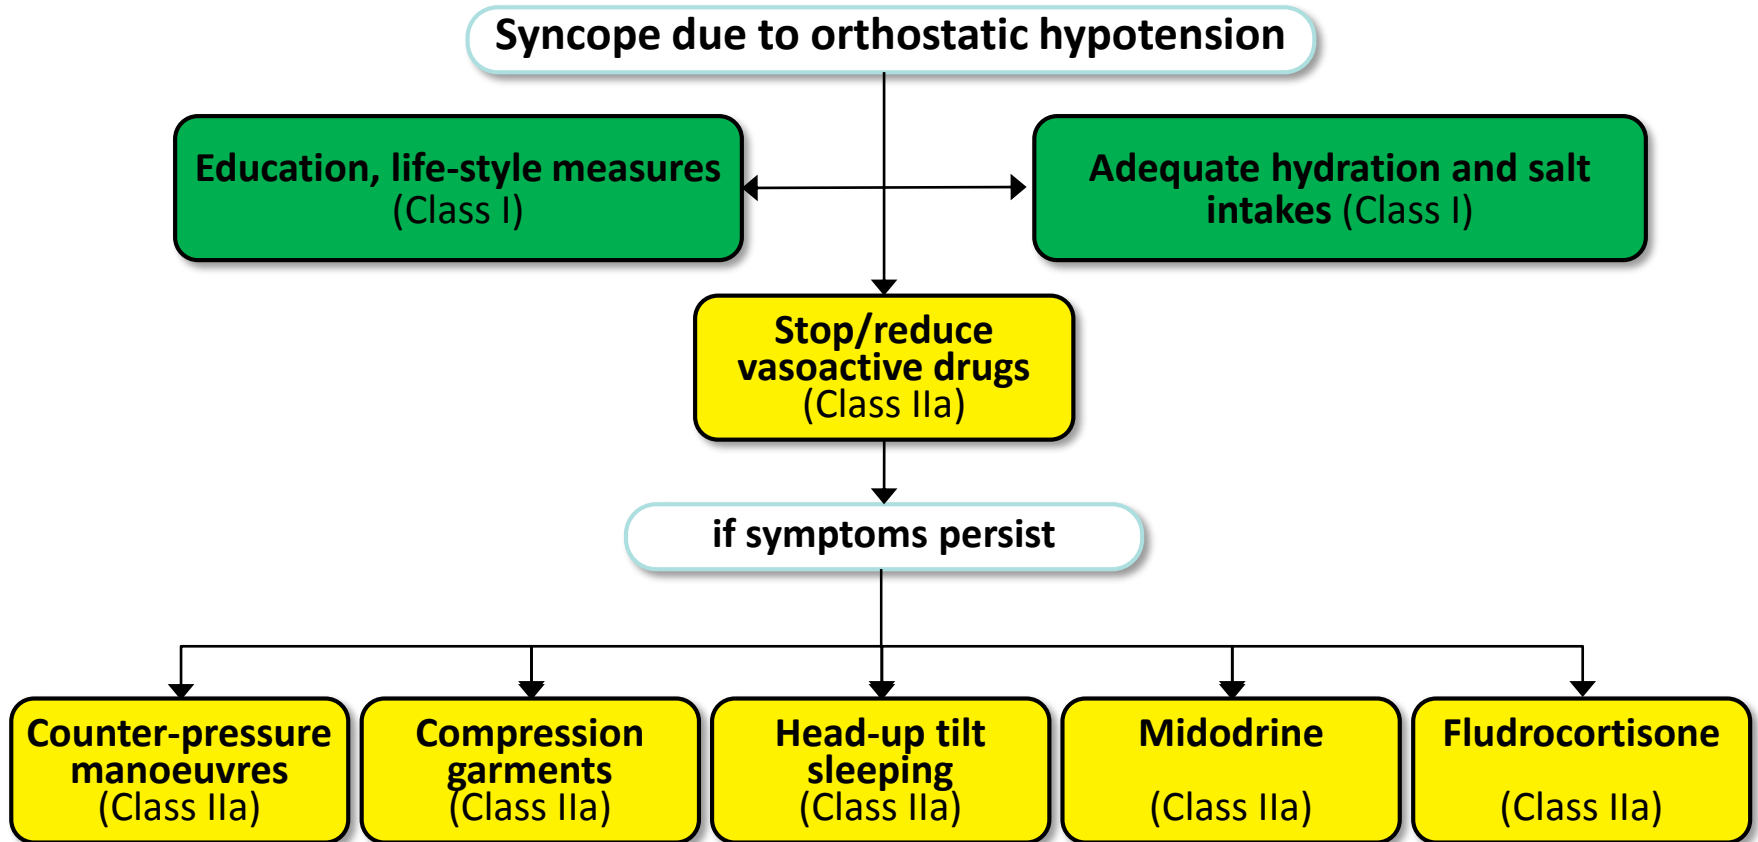 Syncope due to orthostatic hypotension
Education, life-style measures
(Class I)
Adequate hydration and salt
intakes (Class I)
Stop/reduce
vasoactive drugs
(Class IIa)
if symptoms persist
Counter-pressure
manoeuvres
(Class IIa)
Compression
garments
(Class IIa)
Head-up tilt
sleeping
(Class IIa)
Midodrine
(Class IIa)
Fludrocortisone
(Class IIa)